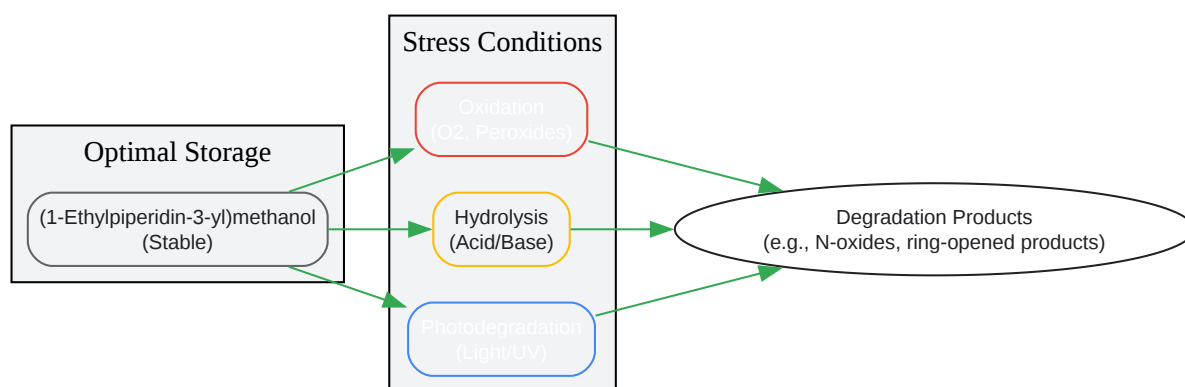 Optimal Storage
(1-Ethylpiperidin-3-yl)methanol
(Stable)
Stress Conditions
Oxidation
(O2, Peroxides)
Hydrolysis
(Acid/Base)
Photodegradation
(Light/UV)
Degradation Products
(e.g., N-oxides, ring-opened products)